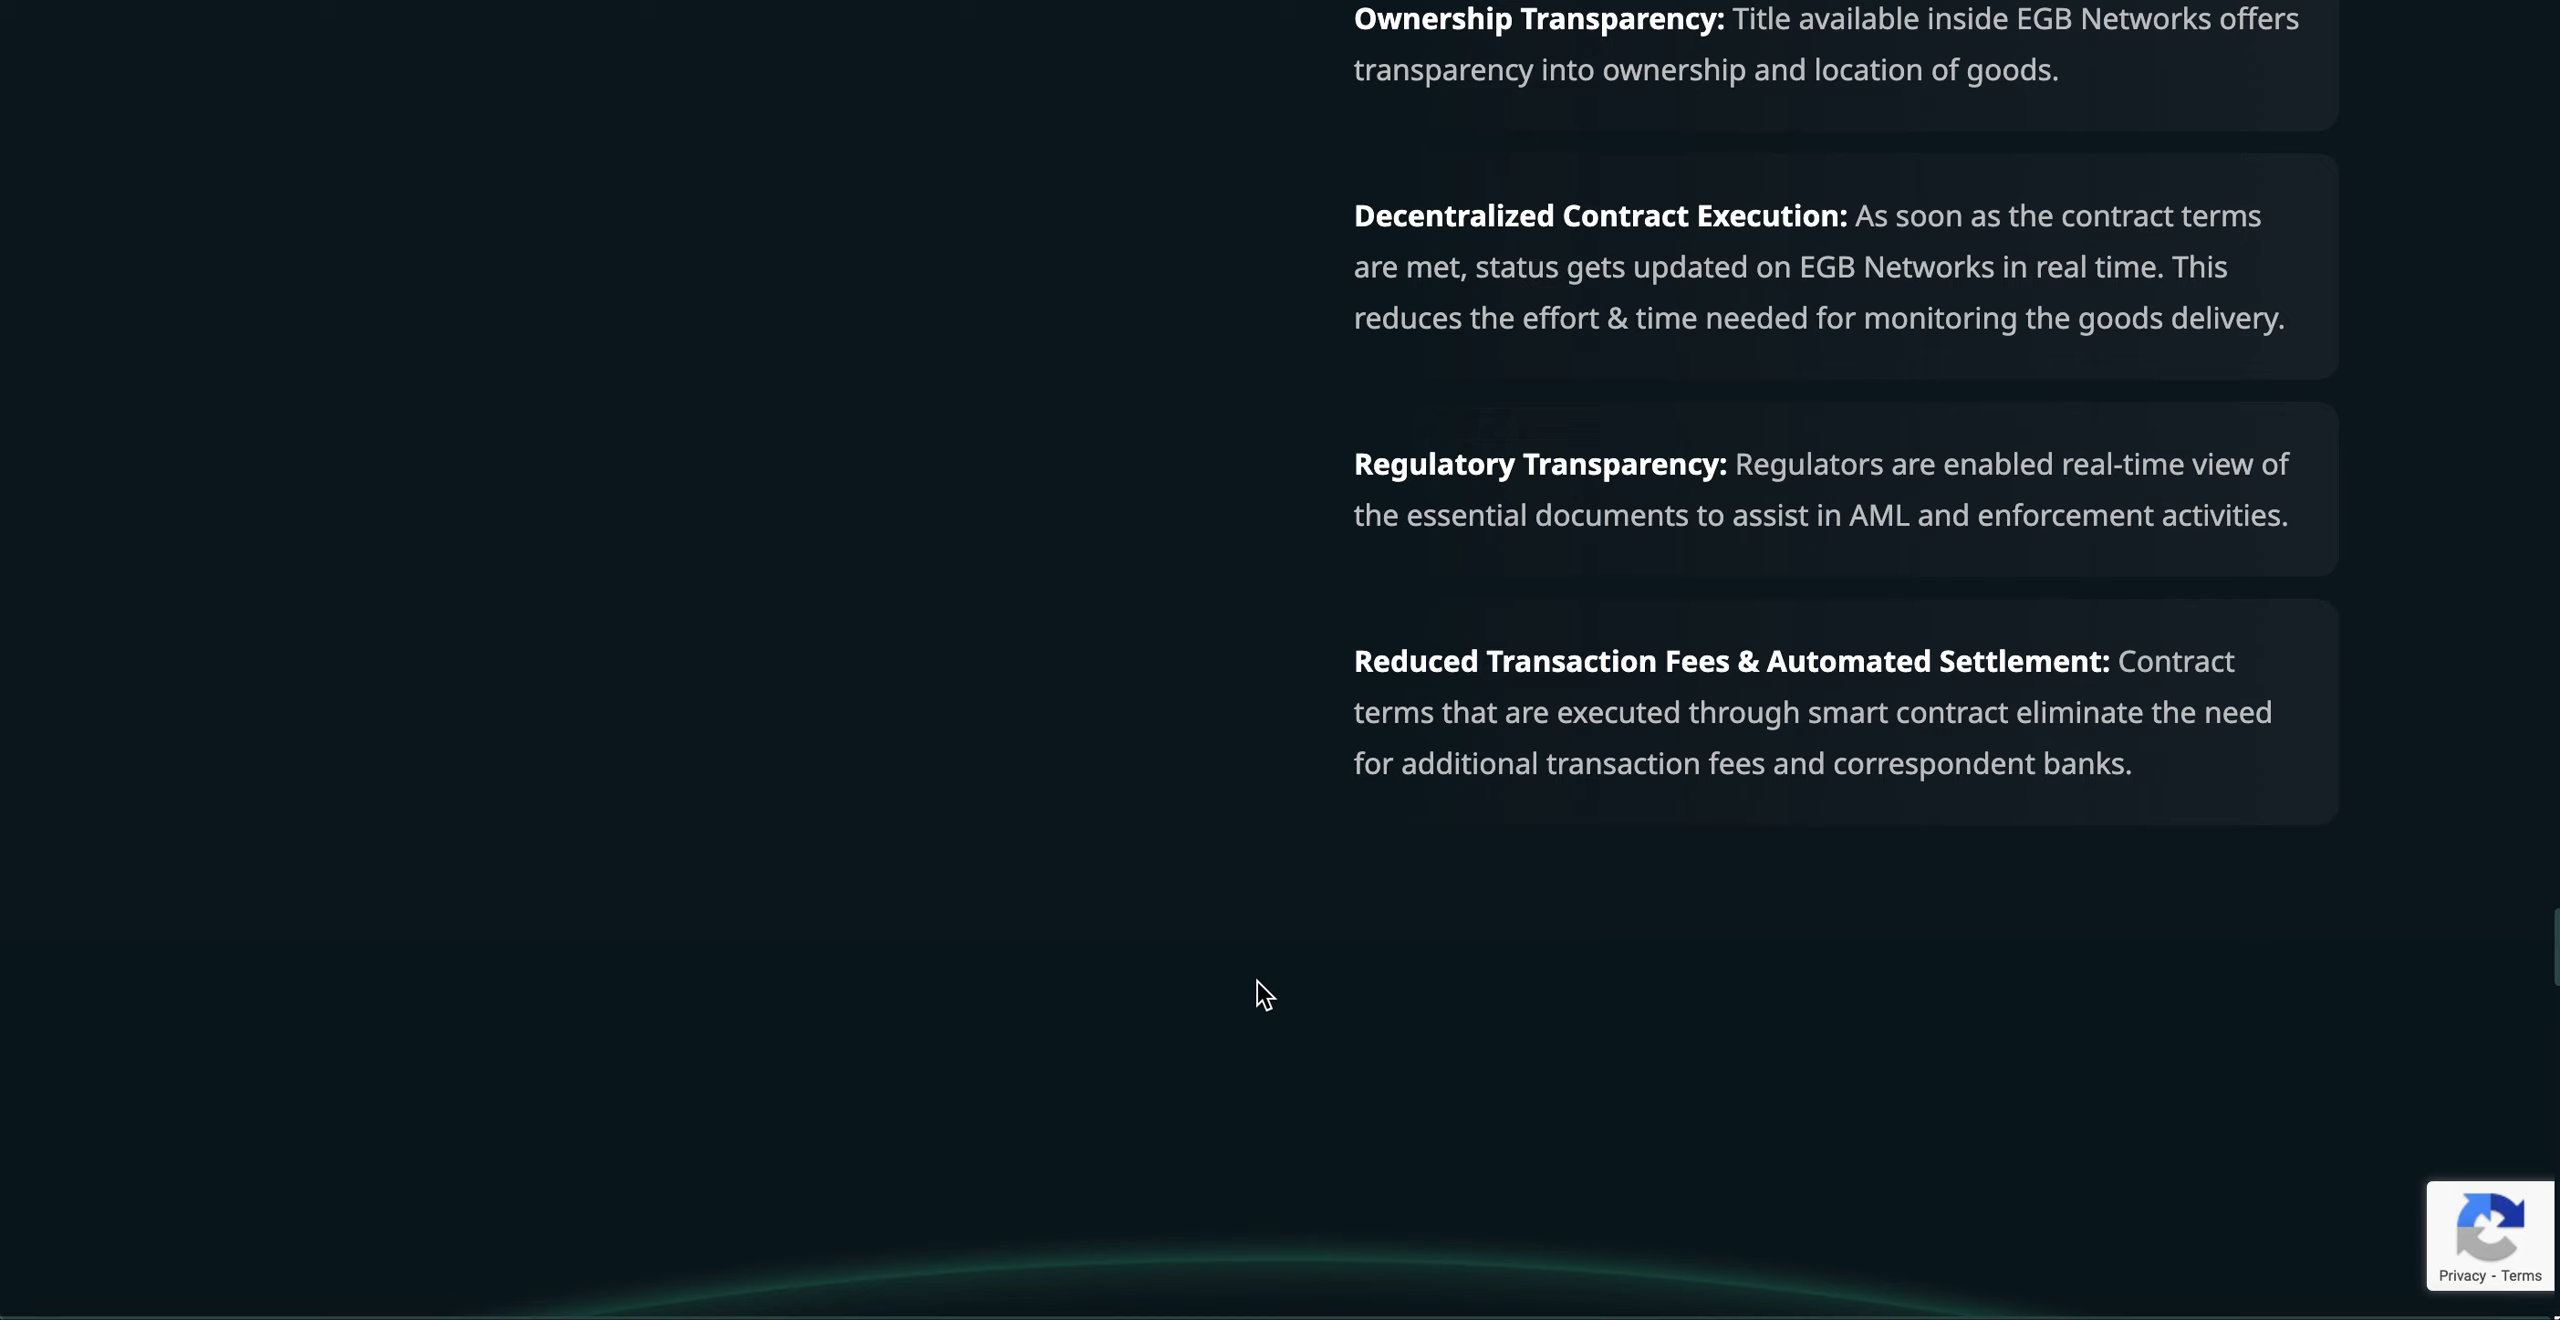 Ownership Transparency: Title available inside EGB Networks offers
transparency into ownership and location of goods.
Decentralized Contract Execution: As soon as the contract terms
are met, status gets updated on EGB Networks in real time. This
reduces the effort & time needed for monitoring the goods delivery.
Regulatory Transparency: Regulators are enabled real-time view of
the essential documents to assist in AML and enforcement activities.
Reduced Transaction Fees & Automated Settlement: Contract
terms that are executed through smart contract eliminate the need
for additional transaction fees and correspondent banks.
Privacy - Terms